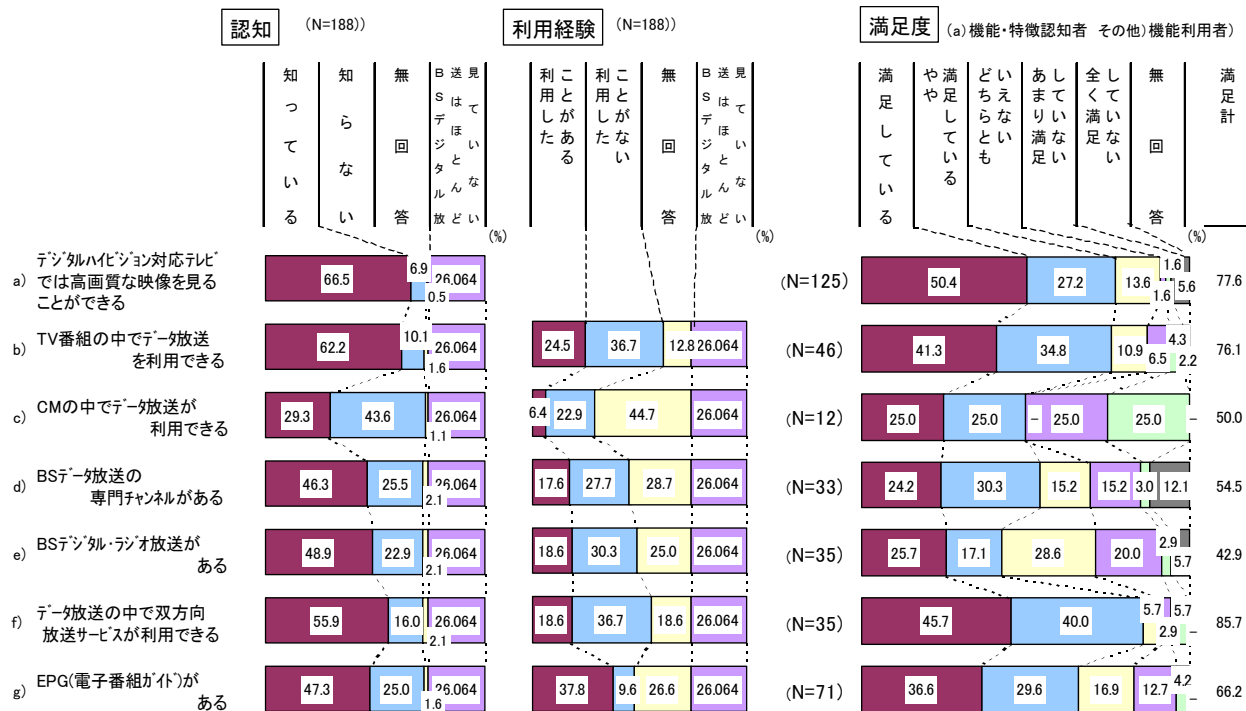 認知 (N=188))
利用経験 (N=188))
満足度 (a)機能・特徴認知者 その他)機能利用者)
知っている
知らない
無回答
BSデジタル放
送はほとんど
見ていない
(%)
利用した
ことがある
利用した
ことがない
無回答
BSデジタル放
送はほとんど
見ていない
(%)
満足している
やや
満足している
どちらとも
いえない
あまり満足
していない
全く満足
していない
無回答
(%)
満足計
a) デジタルハイビジョン対応テレビ
では高画質な映像を見る
ことができる
66.5 6.9 0.5 26.064
(N=125) 50.4 27.2 13.6 1.6 1.6 5.6 77.6
b) TV番組の中でデータ放送
を利用できる
62.2 10.1 1.6 26.064
24.5 36.7 12.8 26.064
(N=46) 41.3 34.8 10.9 6.5 4.3 2.2 76.1
c) CMの中でデータ放送が
利用できる
29.3 43.6 1.1 26.064
6.4 22.9 44.7 26.064
(N=12) 25.0 25.0 − 25.0 25.0 − 50.0
d) BSデータ放送の
専門チャンネルがある
46.3 25.5 2.1 26.064
17.6 27.7 28.7 26.064
(N=33) 24.2 30.3 15.2 15.2 3.0 12.1 54.5
e) BSデジタル・ラジオ放送が
ある
48.9 22.9 2.1 26.064
18.6 30.3 25.0 26.064
(N=35) 25.7 17.1 28.6 20.0 2.9 5.7 42.9
f) データ放送の中で双方向
放送サービスが利用できる
55.9 16.0 2.1 26.064
18.6 36.7 18.6 26.064
(N=35) 45.7 40.0 5.7 2.9 5.7 − 85.7
g) EPG(電子番組ガイド)が
ある
47.3 25.0 1.6 26.064
37.8 9.6 26.6 26.064
(N=71) 36.6 29.6 16.9 12.7 4.2 − 66.2